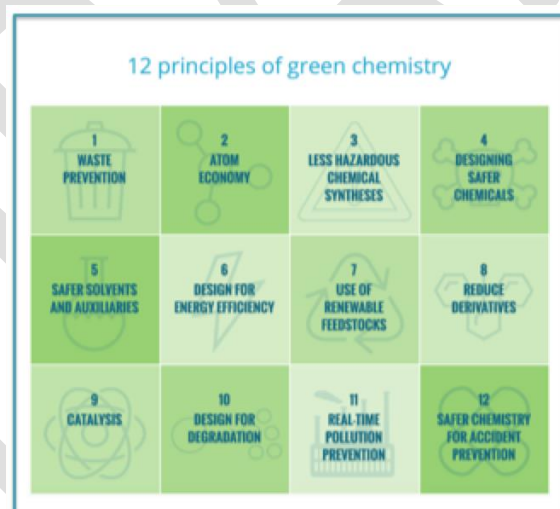 12 principles of green chemistry
1
WASTE
PREVENTION
2
ATOM
ECONOMY
3
LESS HAZARDOUS
CHEMICAL
SYNTHESES
4
DESIGNING
SAFER
CHEMICALS
5
SAFER SOLVENTS
AND AUXILIARIES
6
DESIGN FOR
ENERGY EFFICIENCY
7
USE OF
RENEWABLE
FEEDSTOCKS
8
REDUCE
DERIVATIVES
9
CATALYSIS
10
DESIGN FOR
DEGRADATION
11
REAL-TIME
POLLUTION
PREVENTION
12
SAFER CHEMISTRY
FOR ACCIDENT
PREVENTION